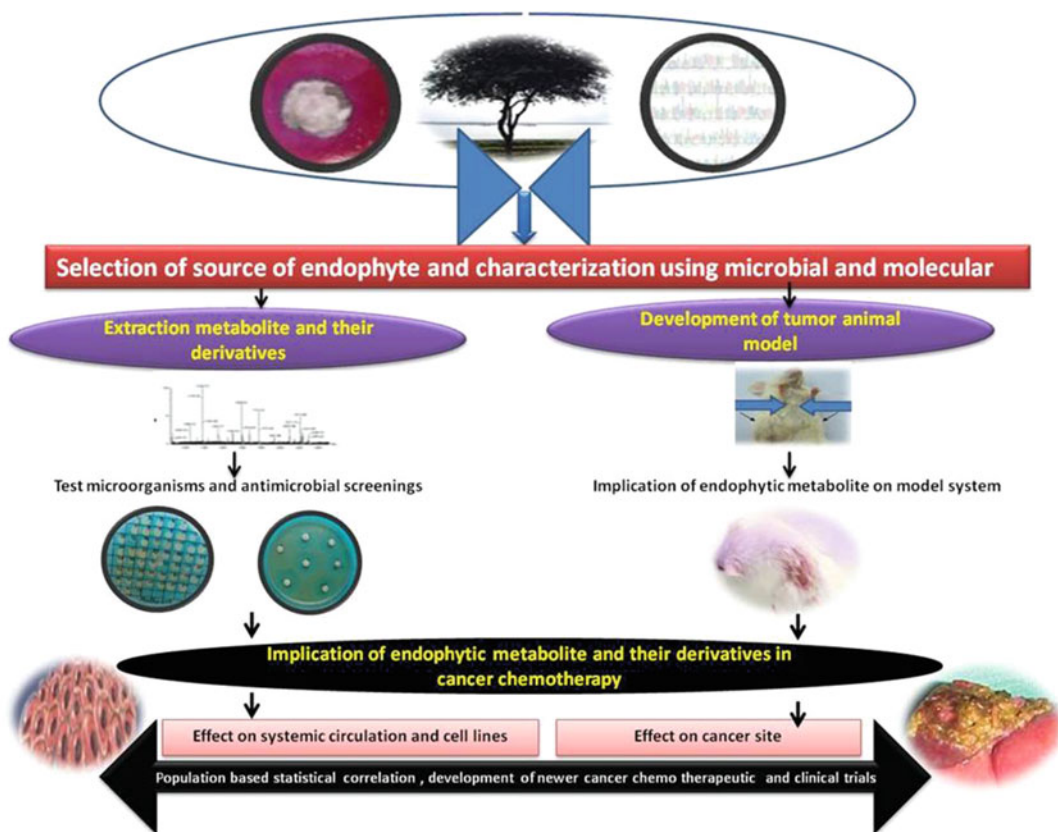 Selection of source of endophyte and characterization using microbial and molecular
Extraction metabolite and their
derivatives
Development of tumor animal
model
Test microorganisms and antimicrobial screenings
Implication of endophytic metabolite on model system
Implication of endophytic metabolite and their derivatives in
cancer chemotherapy
Effect on systemic circulation and cell lines
Effect on cancer site
Population based statistical correlation , development of newer cancer chemo therapeutic and clinical trials